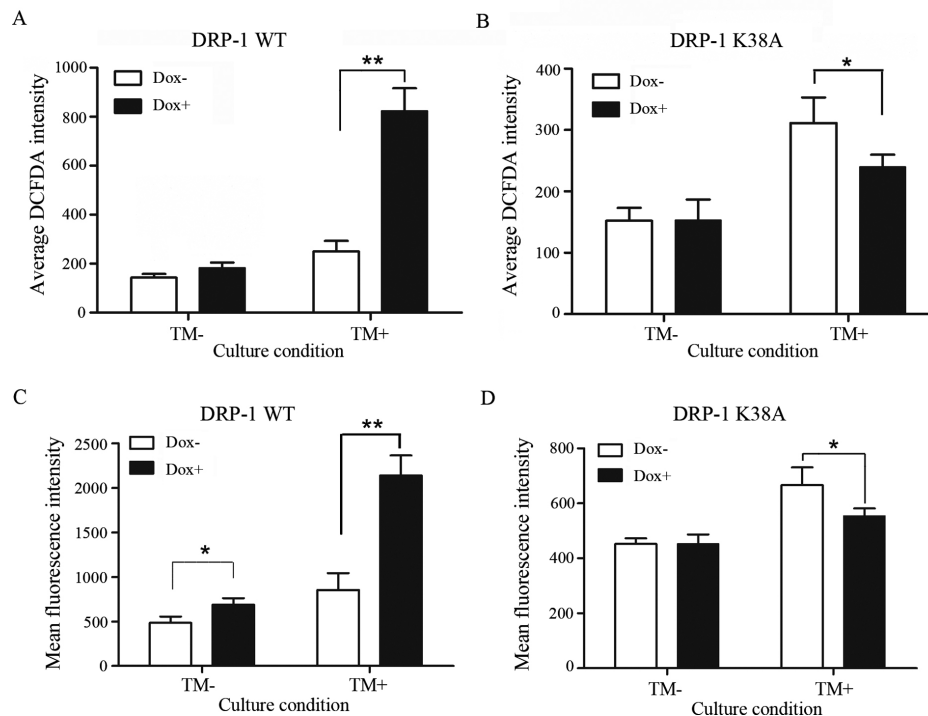 A
DRP-1 WT
Average DCFDA intensity
1000
800
600
400
200
0
Dox-
Dox+
**
TM-
TM+
Culture condition
B
DRP-1 K38A
Average DCFDA intensity
400
300
200
100
0
Dox-
Dox+
*
TM-
TM+
Culture condition
C
DRP-1 WT
Mean fluorescence intensity
2500
2000
1500
1000
500
0
Dox-
Dox+
*
**
TM-
TM+
Culture condition
D
DRP-1 K38A
Mean fluorescence intensity
800
600
400
600
0
Dox-
Dox+
*
TM-
TM+
Culture condition